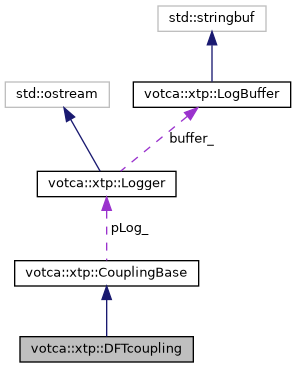 std::stringbuf
std::ostream
votca::xtp::LogBuffer
buffer_
votca::xtp::Logger
pLog_
votca::xtp::CouplingBase
votca::xtp::DFTcoupling